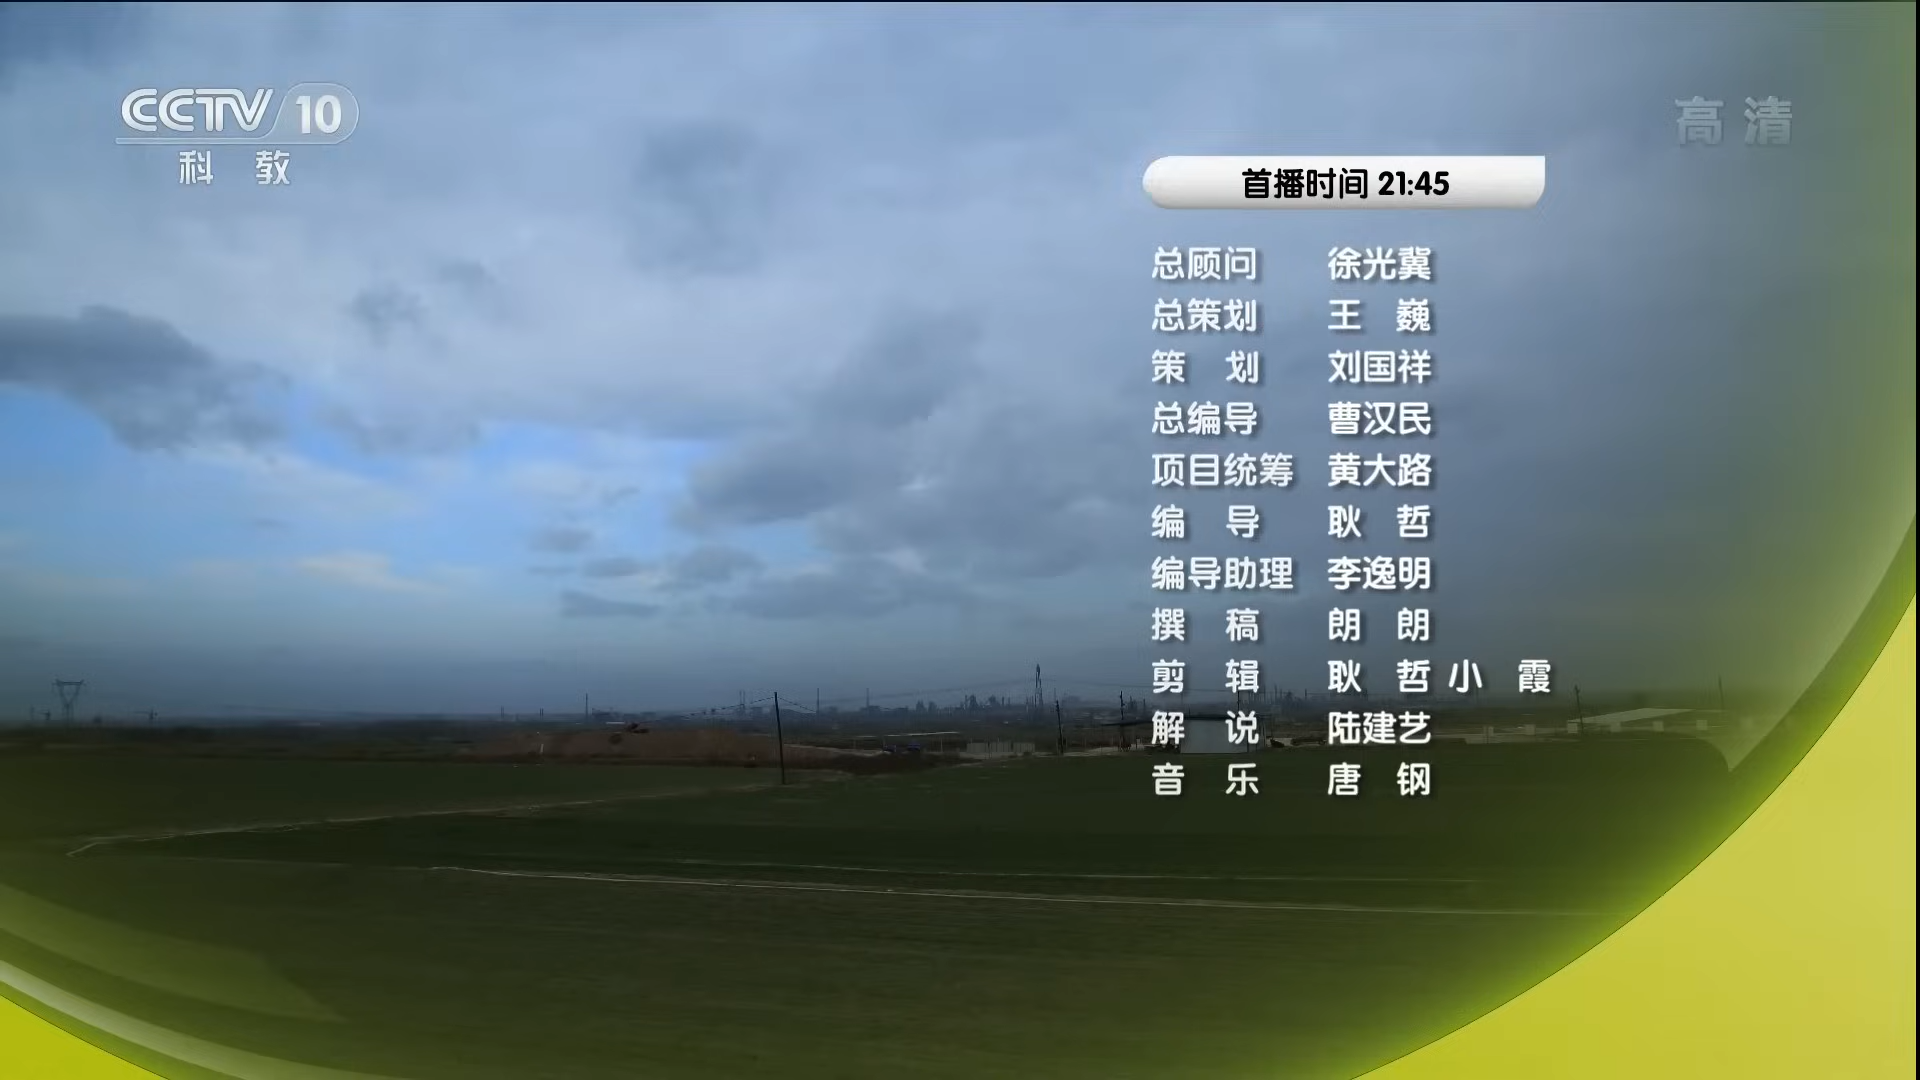 CCTV 10
科 教
高 清
首播时间 21:45
总顾问 徐光冀
总策划 王 巍
策 划 刘国祥
总编导 曹汉民
项目统筹 黄大路
编 导 耿 哲
编导助理 李逸明
撰 稿 朗 朗
剪 辑 耿 哲 小 霞
解 说 陆建艺
音 乐 唐 钢